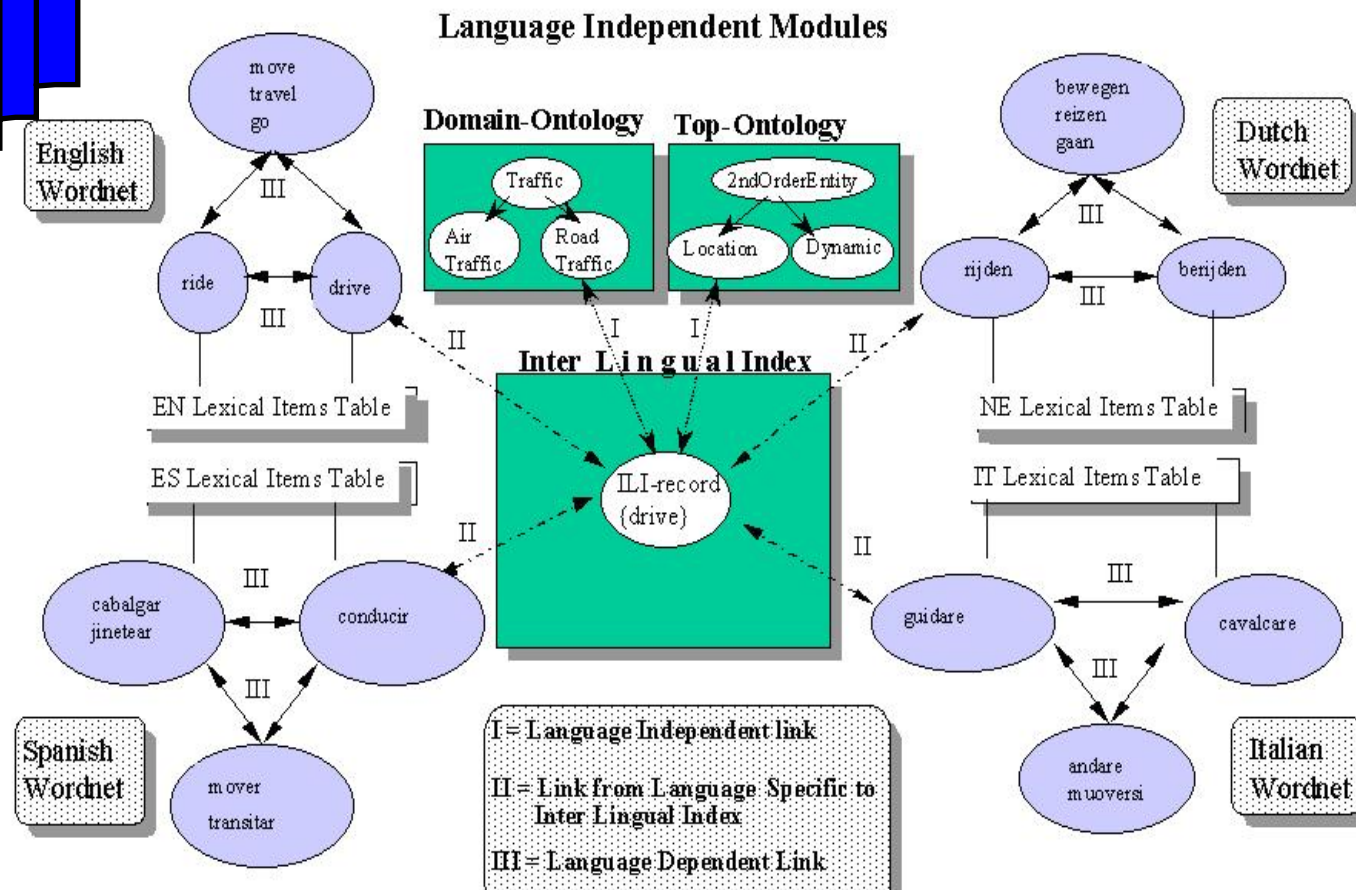 Language Independent Modules
move
travel
go
English
Wordnet
III
ride
drive
III
EN Lexical Items Table
Domain-Ontology
Traffic
Air
Traffic
Road
Traffic
Top-Ontology
2ndOrderEntity
Location
Dynamic
I
I
II
II
bewegen
reizen
gaan
Dutch
Wordnet
III
rijden
berijden
III
NE Lexical Items Table
Inter Lingual Index
ILI-record
{drive}
II
II
ES Lexical Items Table
III
cabalgar
jinetear
conducir
III
mover
transitar
Spanish
Wordnet
IT Lexical Items Table
III
guidare
cavalcare
III
andare
muoversi
Italian
Wordnet
I = Language Independent link
II = Link from Language Specific to
Inter Lingual Index
III = Language Dependent Link